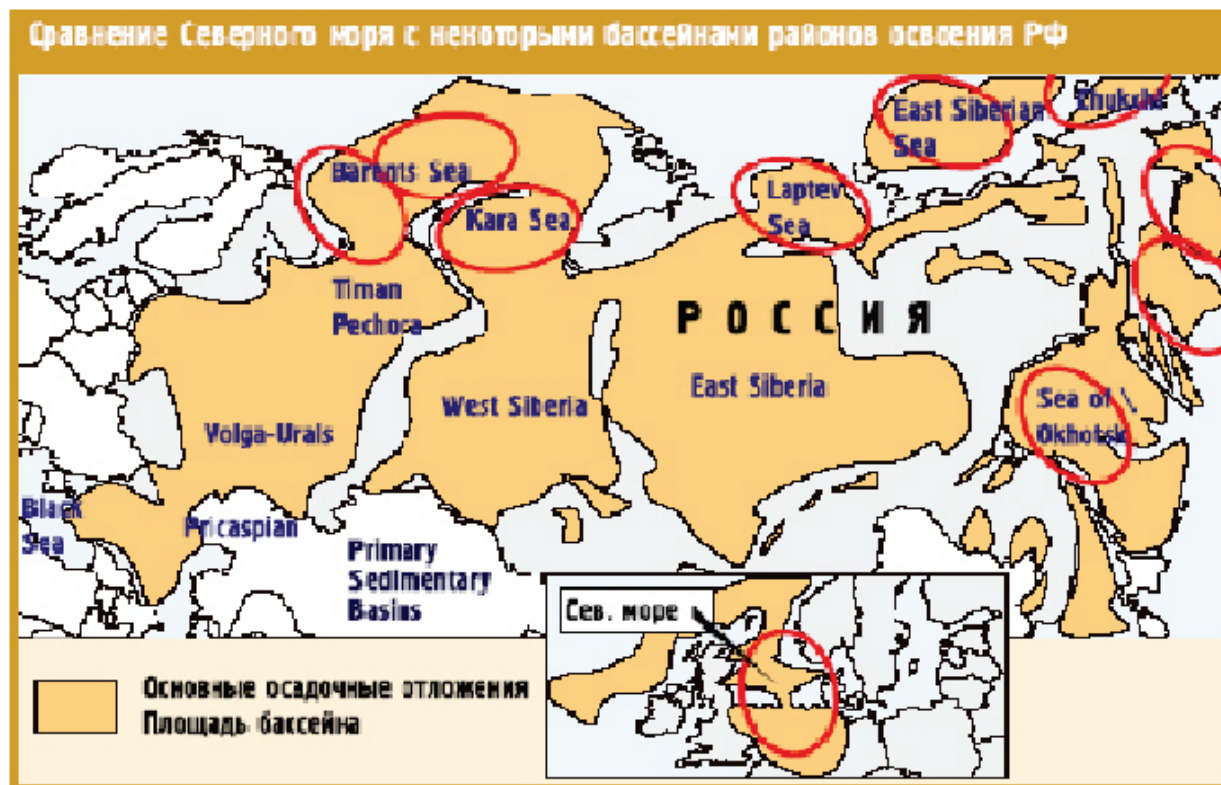 Сравнение Северного моря с некоторыми бассейнами районов освоения РФ
East Siberian
Sea
Chukchi
Barents Sea
Laptev
Sea
Kara Sea
Timan
Pechora
РОССИЯ
East Siberia
West Siberia
Sea of
Okhotsk
Volga-Urals
Black
Sea
Pricaspian
Primary
Sedimentary
Basins
Сев. море
Основные осадочные отложения
Площадь бассейна